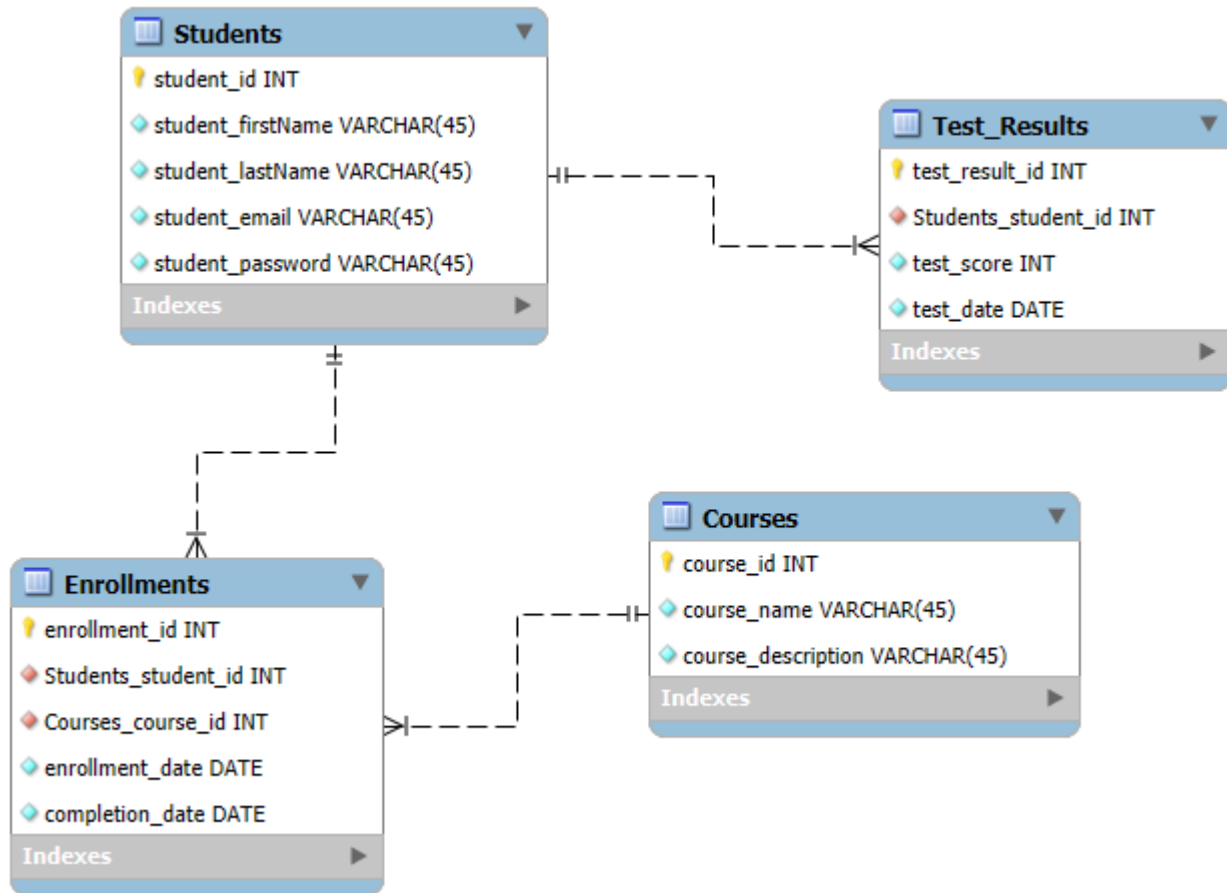 Students
student_id INT
student_firstName VARCHAR(45)
student_lastName VARCHAR(45)
student_email VARCHAR(45)
student_password VARCHAR(45)
Indexes
Test_Results
test_result_id INT
Students_student_id INT
test_score INT
test_date DATE
Indexes
Enrollments
enrollment_id INT
Students_student_id INT
Courses_course_id INT
enrollment_date DATE
completion_date DATE
Indexes
Courses
course_id INT
course_name VARCHAR(45)
course_description VARCHAR(45)
Indexes